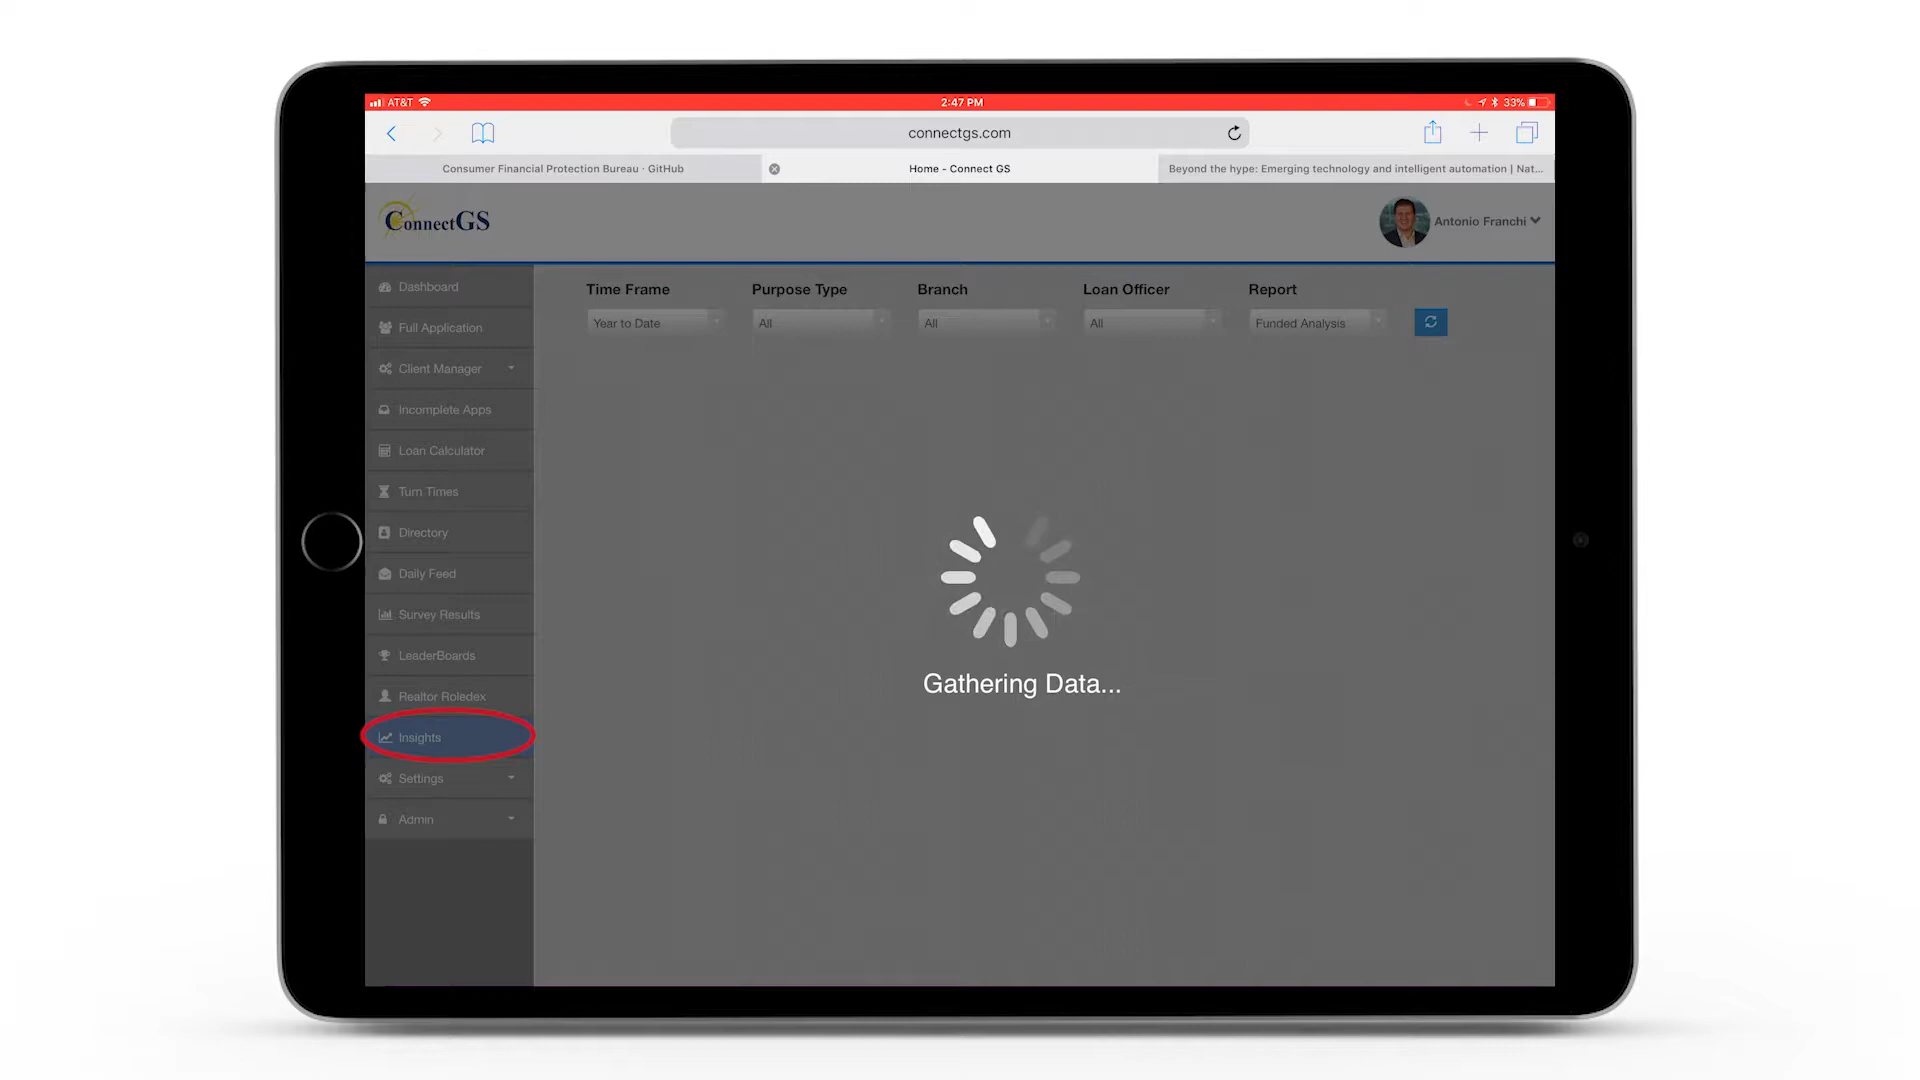 AT&T
2:47 PM
33%
connectgs.com
Consumer Financial Protection Bureau · GitHub
Home - Connect GS
Beyond the hype: Emerging technology and intelligent automation | Nat...
ConnectGS
Antonio Franchi
Dashboard
Full Application
Client Manager
Incomplete Apps
Loan Calculator
Turn Times
Directory
Daily Feed
Survey Results
LeaderBoards
Realtor Roledex
Insights
Settings
Admin
Time Frame
Purpose Type
Branch
Loan Officer
Report
Year to Date
All
All
All
Funded Analysis
Gathering Data...